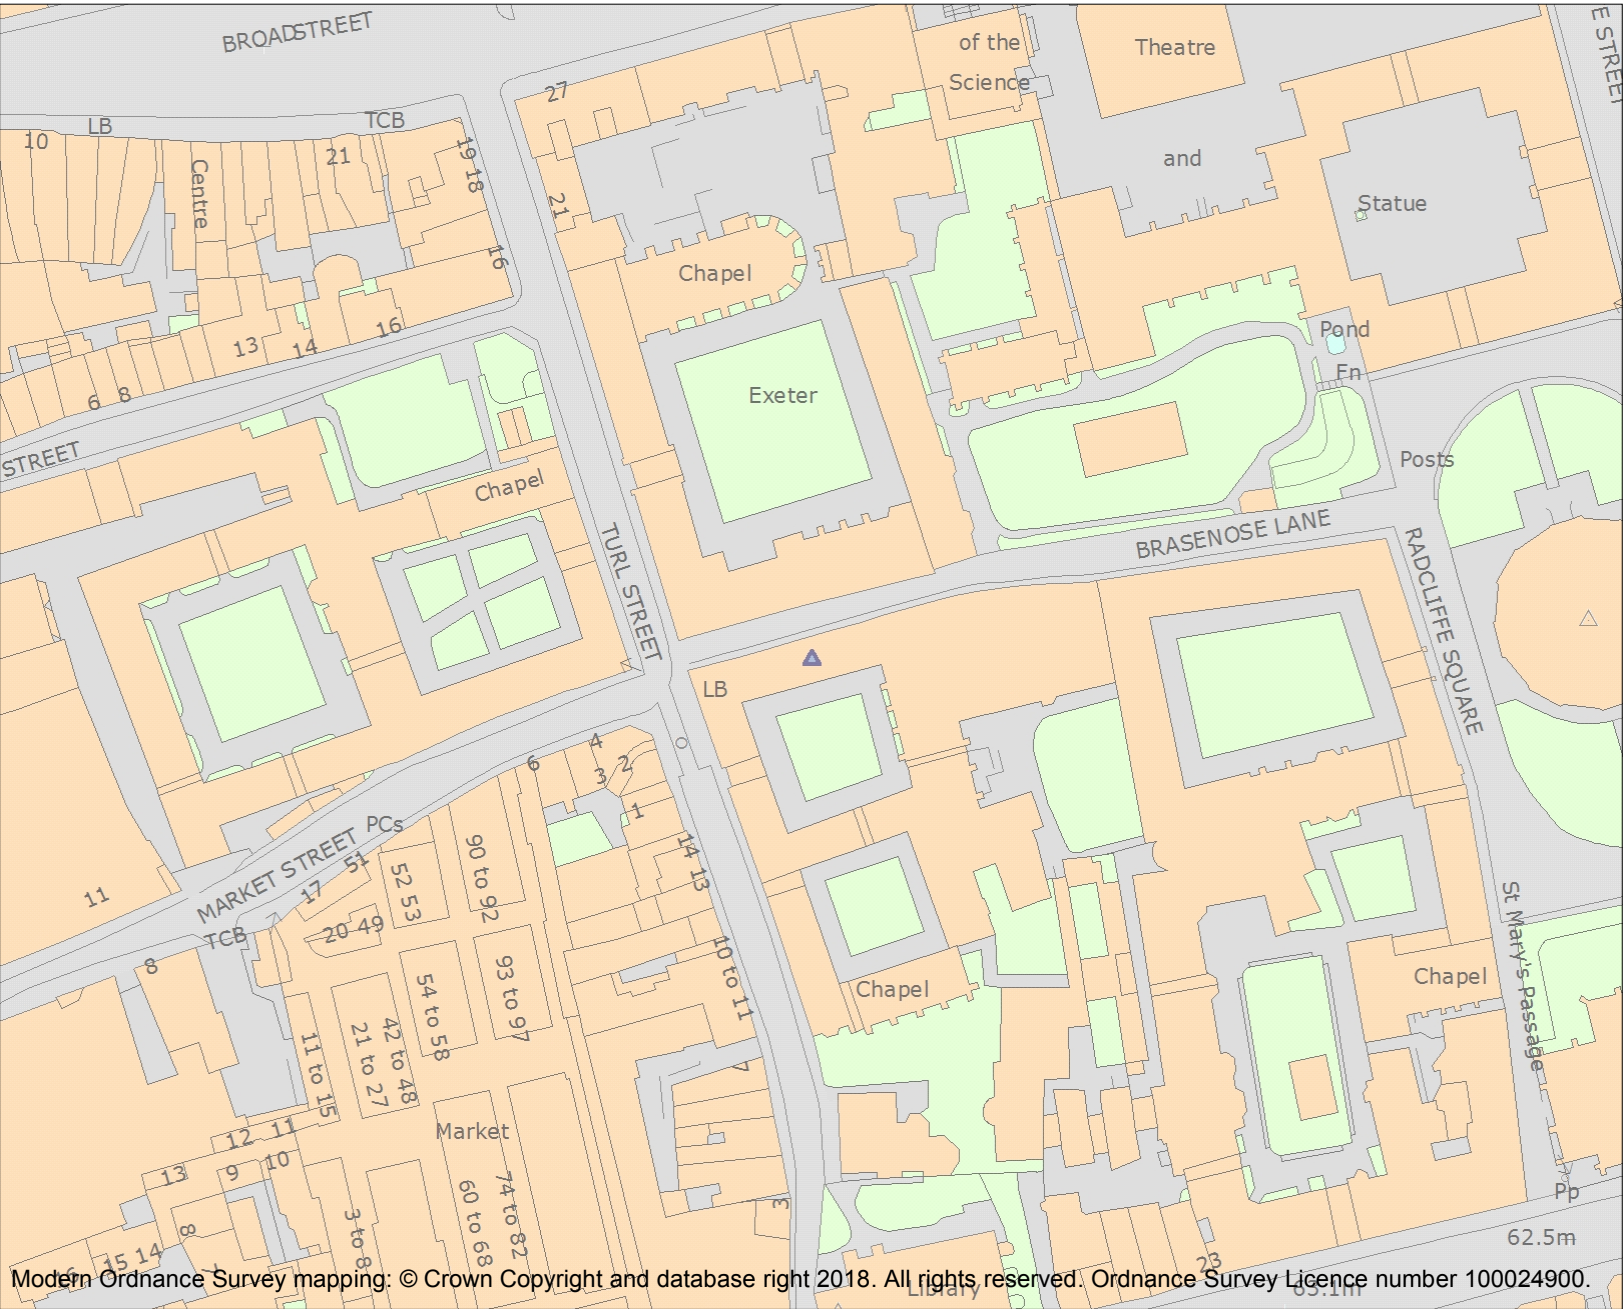 BROAD STREET
of the
Theatre
E STREET
Science
27
LB
TCB
10
21
19
18
Centre
and
21
Statue
16
Chapel
Pond
16
13
14
Fn
Exeter
6
8
STREET
Posts
Chapel
BRASENOSE LANE
TURL STREET
RADCLIFFE SQUARE
LB
4
6
3
2
1
PCs
14
13
MARKET STREET
51
52 53
90 to 92
17
11
20 49
TCB
St Mary's Passage
8
10 to 11
93 to 97
54 to 58
Chapel
Chapel
42 to 48
21 to 27
11 to 15
7
Market
12
11
13
9
10
74 to 82
60 to 68
3
Pp
3 to 8
8
62.5m
15 14
16
7
23
Modern Ordnance Survey mapping: © Crown Copyright and database right 2018. All rights reserved. Ordnance Survey Licence number 100024900.
Library
63.1m